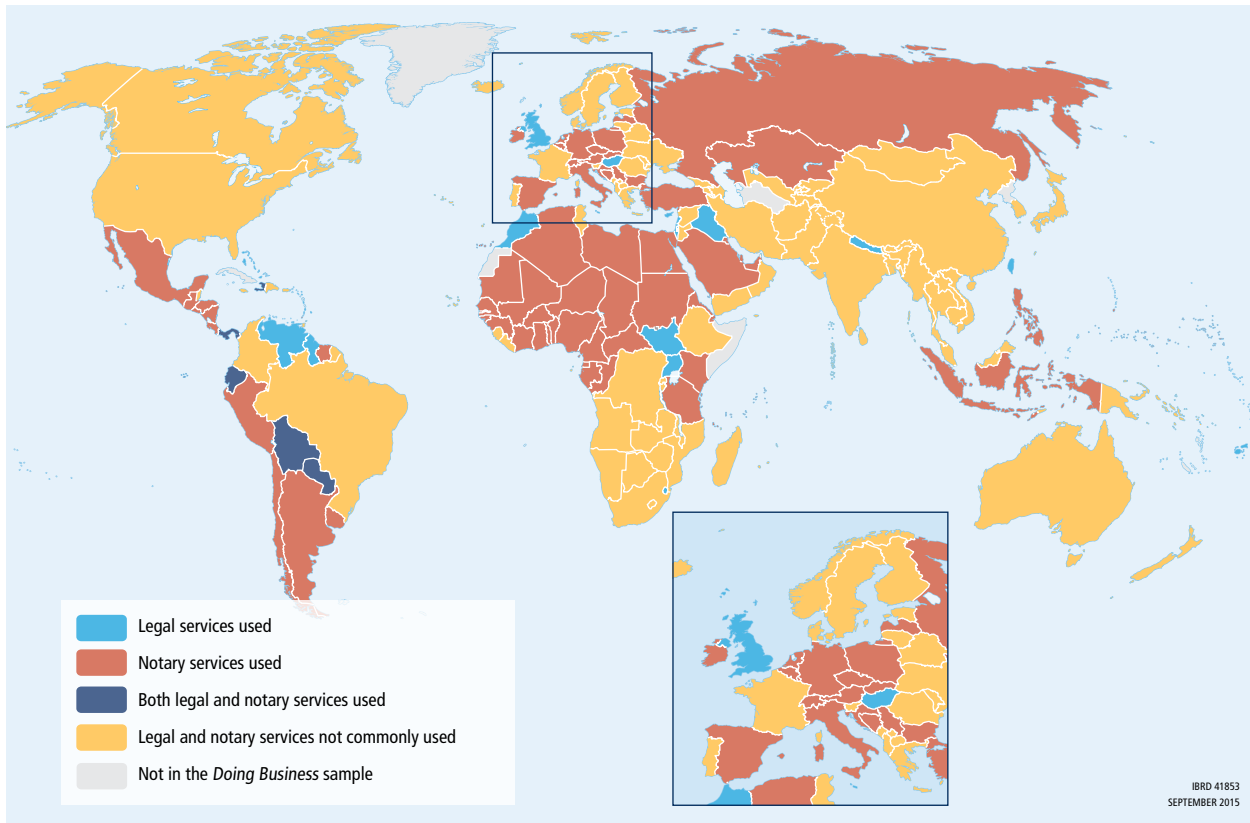 Legal services used
Notary services used
Both legal and notary services used
Legal and notary services not commonly used
Not in the Doing Business sample
IBRD 41853
SEPTEMBER 2015